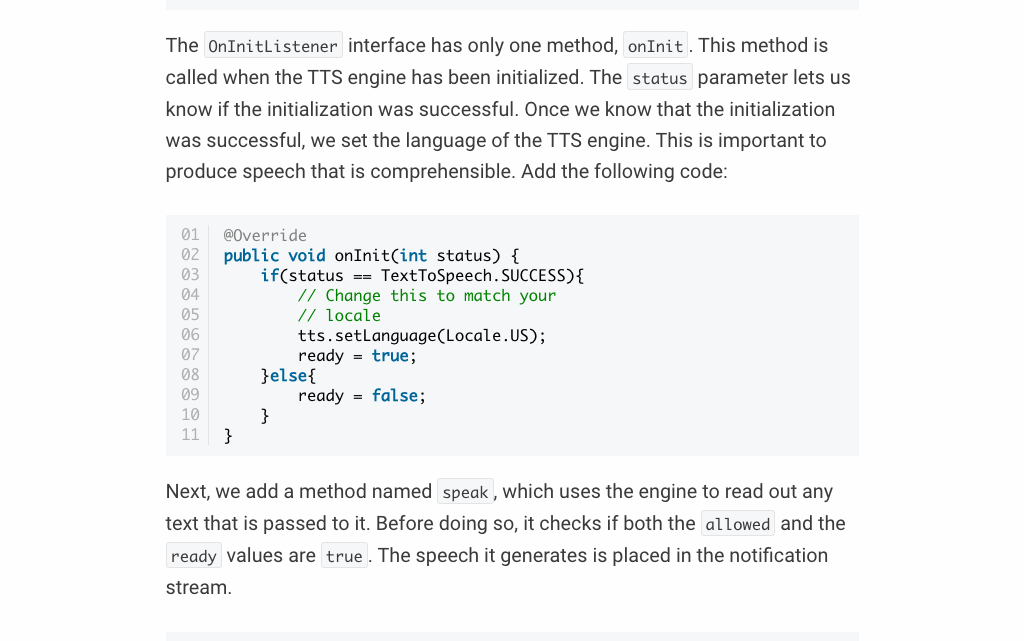 The OnInitListener interface has only one method, onInit. This method is
called when the TTS engine has been initialized. The status parameter lets us
know if the initialization was successful. Once we know that the initialization
was successful, we set the language of the TTS engine. This is important to
produce speech that is comprehensible. Add the following code:
01 @Override
02 public void onInit(int status) {
03     if(status == TextToSpeech.SUCCESS){
04         // Change this to match your
05         // locale
06         tts.setLanguage(Locale.US);
07         ready = true;
08     }else{
09         ready = false;
10     }
11 }
Next, we add a method named speak, which uses the engine to read out any
text that is passed to it. Before doing so, it checks if both the allowed and the
ready values are true. The speech it generates is placed in the notification
stream.